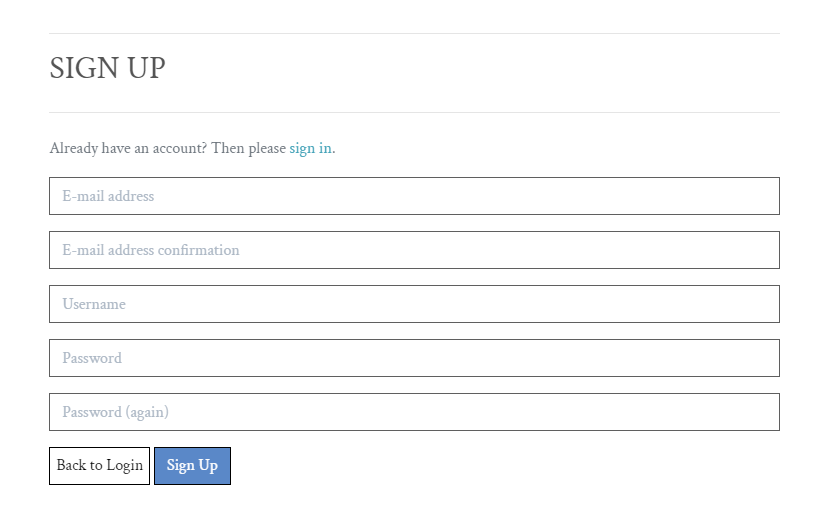 SIGN UP
Already have an account? Then please sign in.
E-mail address
E-mail address confirmation
Username
Password
Password (again)
Back to Login Sign Up